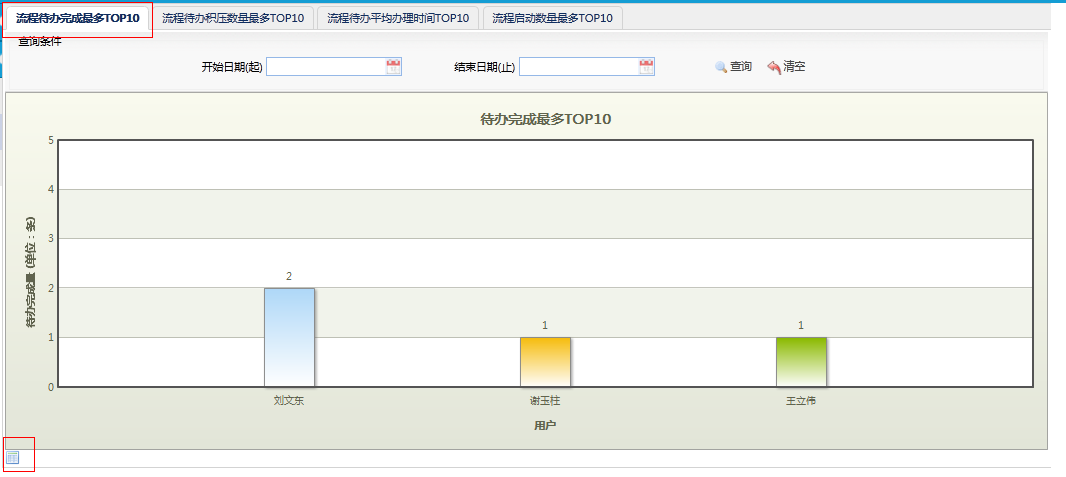 流程待办完成最多TOP10 流程待办积压数量最多TOP10 流程待办平均办理时间TOP10 流程启动数量最多TOP10
查询条件
开始日期(起) 结束日期(止) 查询 清空
待办完成最多TOP10
待办完成量 (单位：条)
5
4
3
2
1
0
2
1
1
刘文东 谢玉柱 王立伟
用户